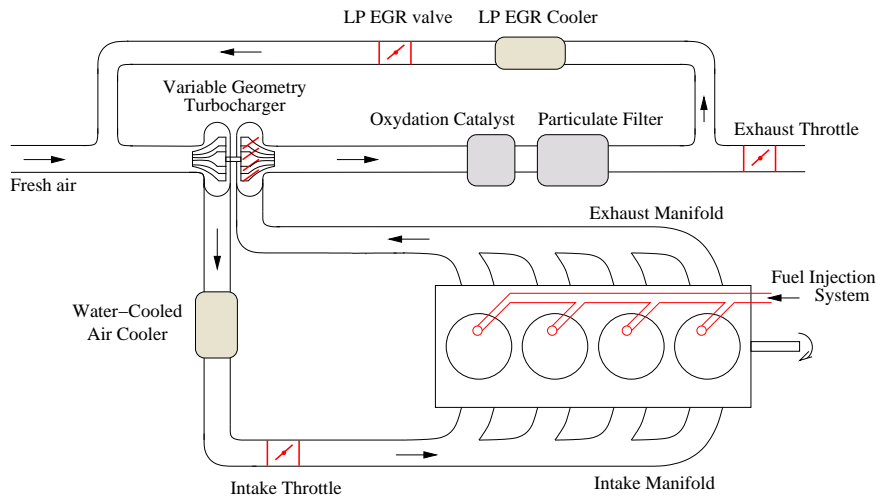 LP EGR valve
LP EGR Cooler
Variable Geometry
Turbocharger
Oxydation Catalyst
Particulate Filter
Exhaust Throttle
Fresh air
Exhaust Manifold
Fuel Injection
System
Water−Cooled
Air Cooler
Intake Throttle
Intake Manifold